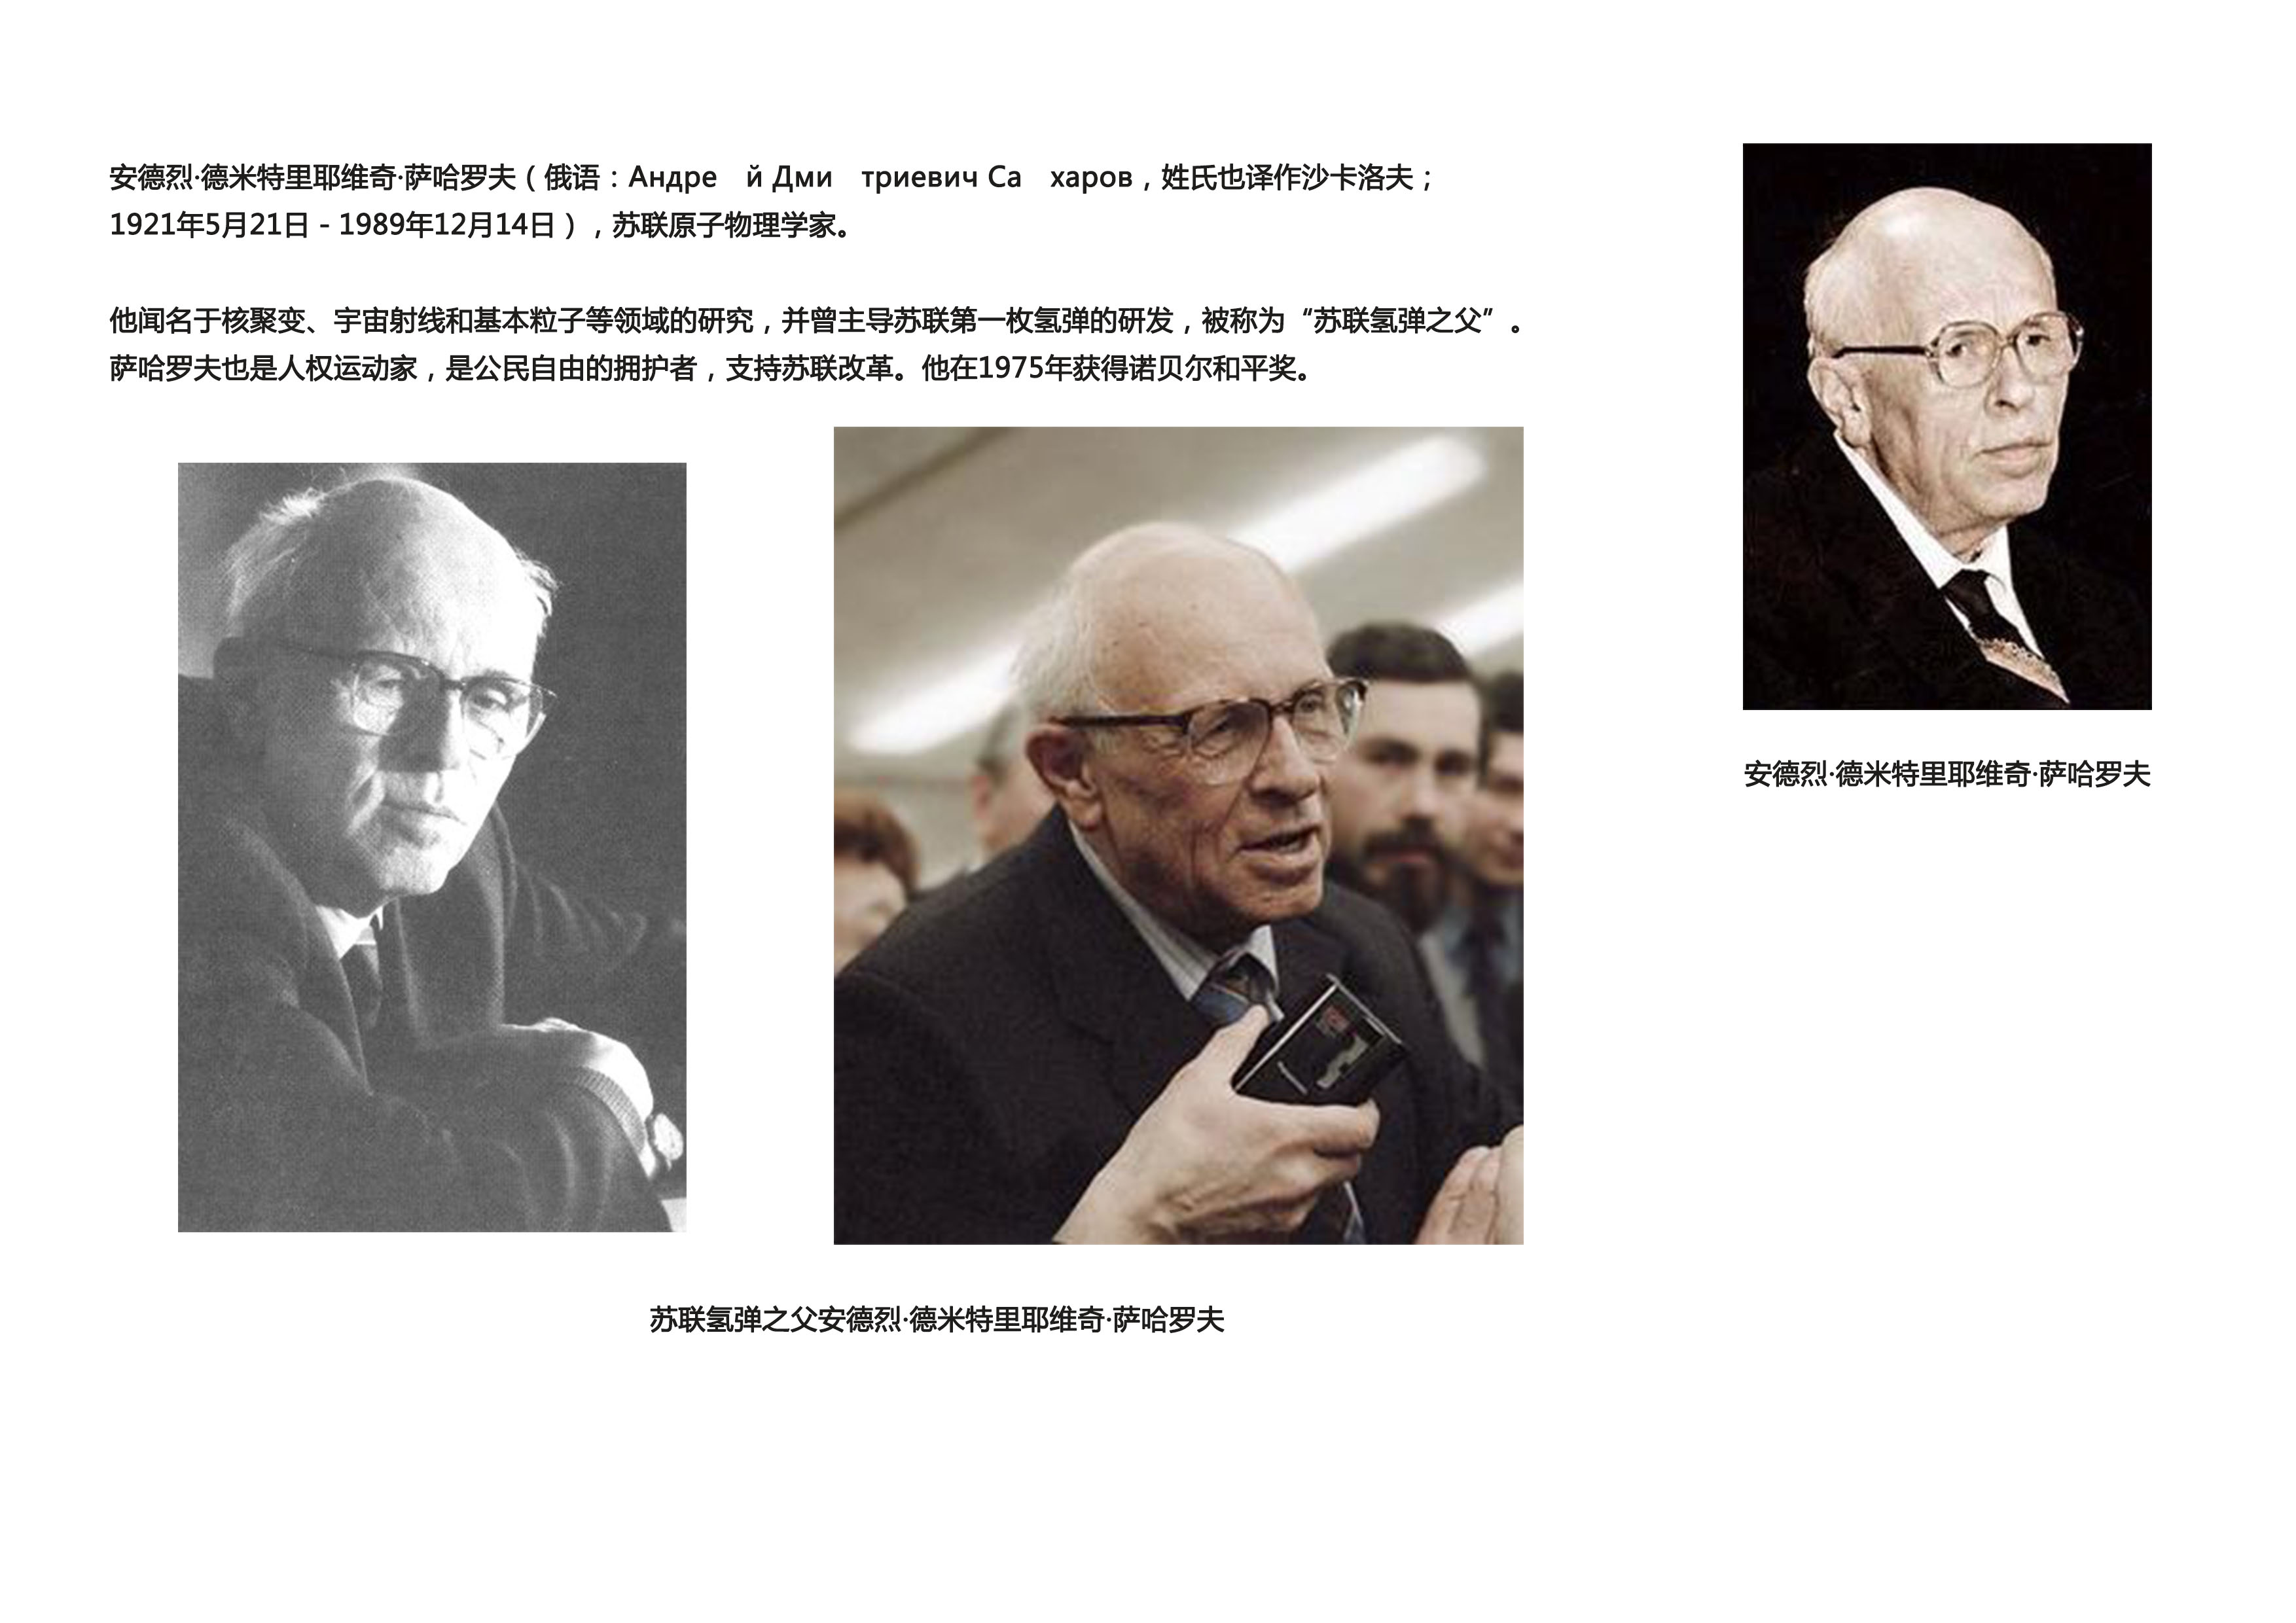 安德烈·德米特里耶维奇·萨哈罗夫（俄语：Андре й Дми триевич Са харов，姓氏也译作沙卡洛夫；
1921年5月21日－1989年12月14日），苏联原子物理学家。
他闻名于核聚变、宇宙射线和基本粒子等领域的研究，并曾主导苏联第一枚氢弹的研发，被称为“苏联氢弹之父”。
萨哈罗夫也是人权运动家，是公民自由的拥护者，支持苏联改革。他在1975年获得诺贝尔和平奖。
安德烈·德米特里耶维奇·萨哈罗夫
苏联氢弹之父安德烈·德米特里耶维奇·萨哈罗夫